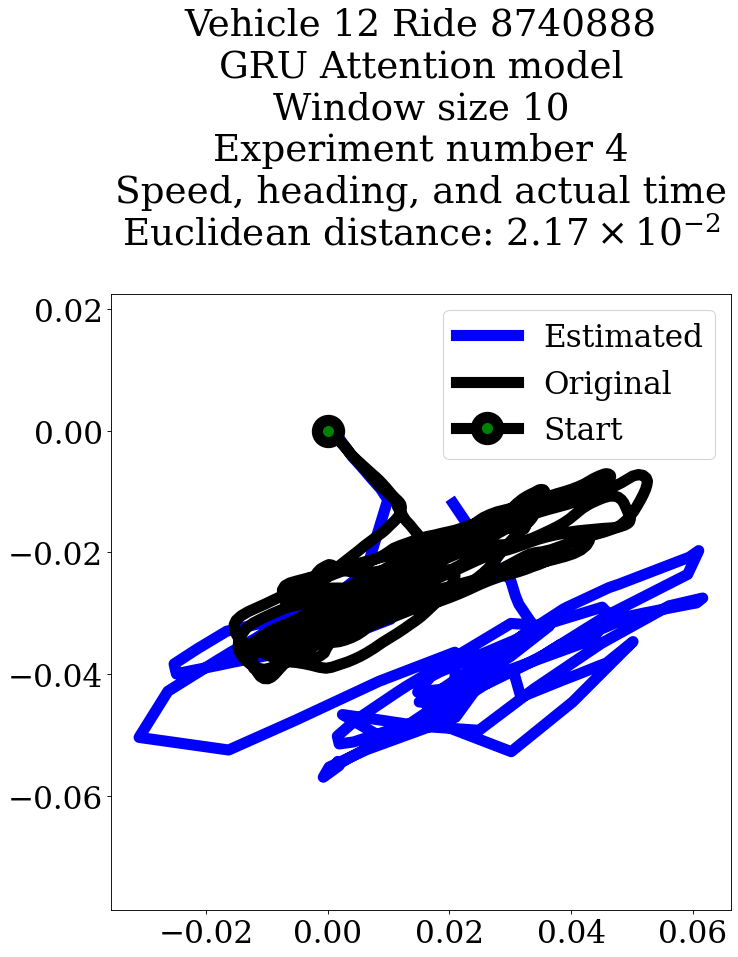 Vehicle 12 Ride 8740888
GRU Attention model
Window size 10
Experiment number 4
Speed, heading, and actual time
Euclidean distance: 2.17 × 10⁻²
Estimated
Original
Start
0.02
0.00
−0.02
−0.04
−0.06
−0.02 0.00 0.02 0.04 0.06